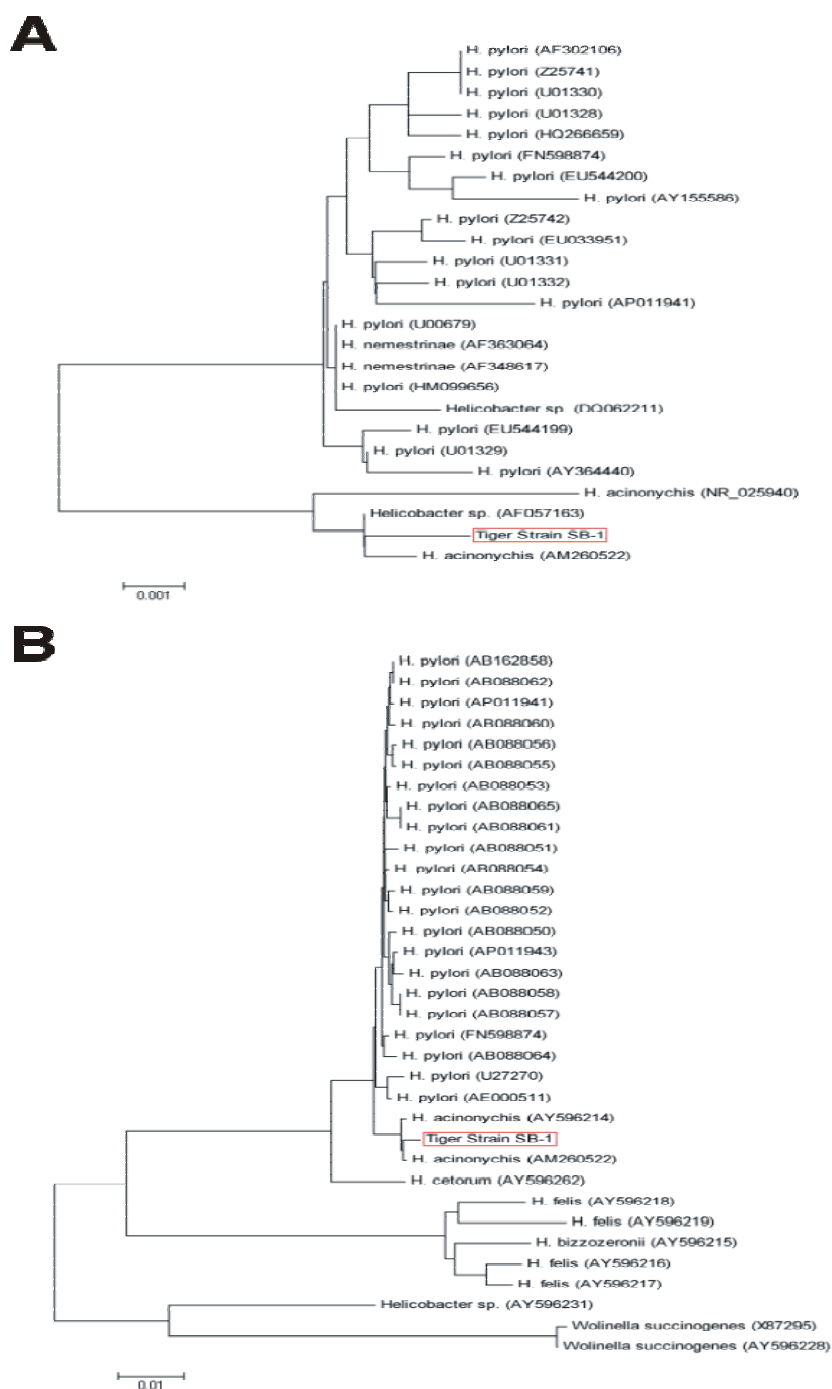 A
H. pylori (AF302106)
H. pylori (Z25741)
H. pylori (U01330)
H. pylori (U01328)
H. pylori (HQ266659)
H. pylori (FN598874)
H. pylori (EU544200)
H. pylori (AY155586)
H. pylori (Z25742)
H. pylori (EU033951)
H. pylori (U01331)
H. pylori (U01332)
H. pylori (AP011941)
H. pylori (U00679)
H. nemestrinae (AF363064)
H. nemestrinae (AF348617)
H. pylori (HM099656)
Helicobacter sp. (DQ062211)
H. pylori (EU544199)
H. pylori (U01329)
H. pylori (AY364440)
H. acinonychis (NR_025940)
Helicobacter sp. (AF057163)
Tiger Strain SB-1
H. acinonychis (AM260522)
0.001
B
H. pylori (AB162858)
H. pylori (AB088062)
H. pylori (AP011941)
H. pylori (AB088060)
H. pylori (AB088056)
H. pylori (AB088055)
H. pylori (AB088053)
H. pylori (AB088065)
H. pylori (AB088061)
H. pylori (AB088051)
H. pylori (AB088054)
H. pylori (AB088059)
H. pylori (AB088052)
H. pylori (AB088050)
H. pylori (AP011943)
H. pylori (AB088063)
H. pylori (AB088058)
H. pylori (AB088057)
H. pylori (FN598874)
H. pylori (AB088064)
H. pylori (U27270)
H. pylori (AE000511)
H. acinonychis (AY596214)
Tiger Strain SB-1
H. acinonychis (AM260522)
H. cetorum (AY596262)
H. felis (AY596218)
H. felis (AY596219)
H. bizzozeronii (AY596215)
H. felis (AY596216)
H. felis (AY596217)
Helicobacter sp. (AY596231)
Wolinella succinogenes (X87295)
Wolinella succinogenes (AY596228)
0.01